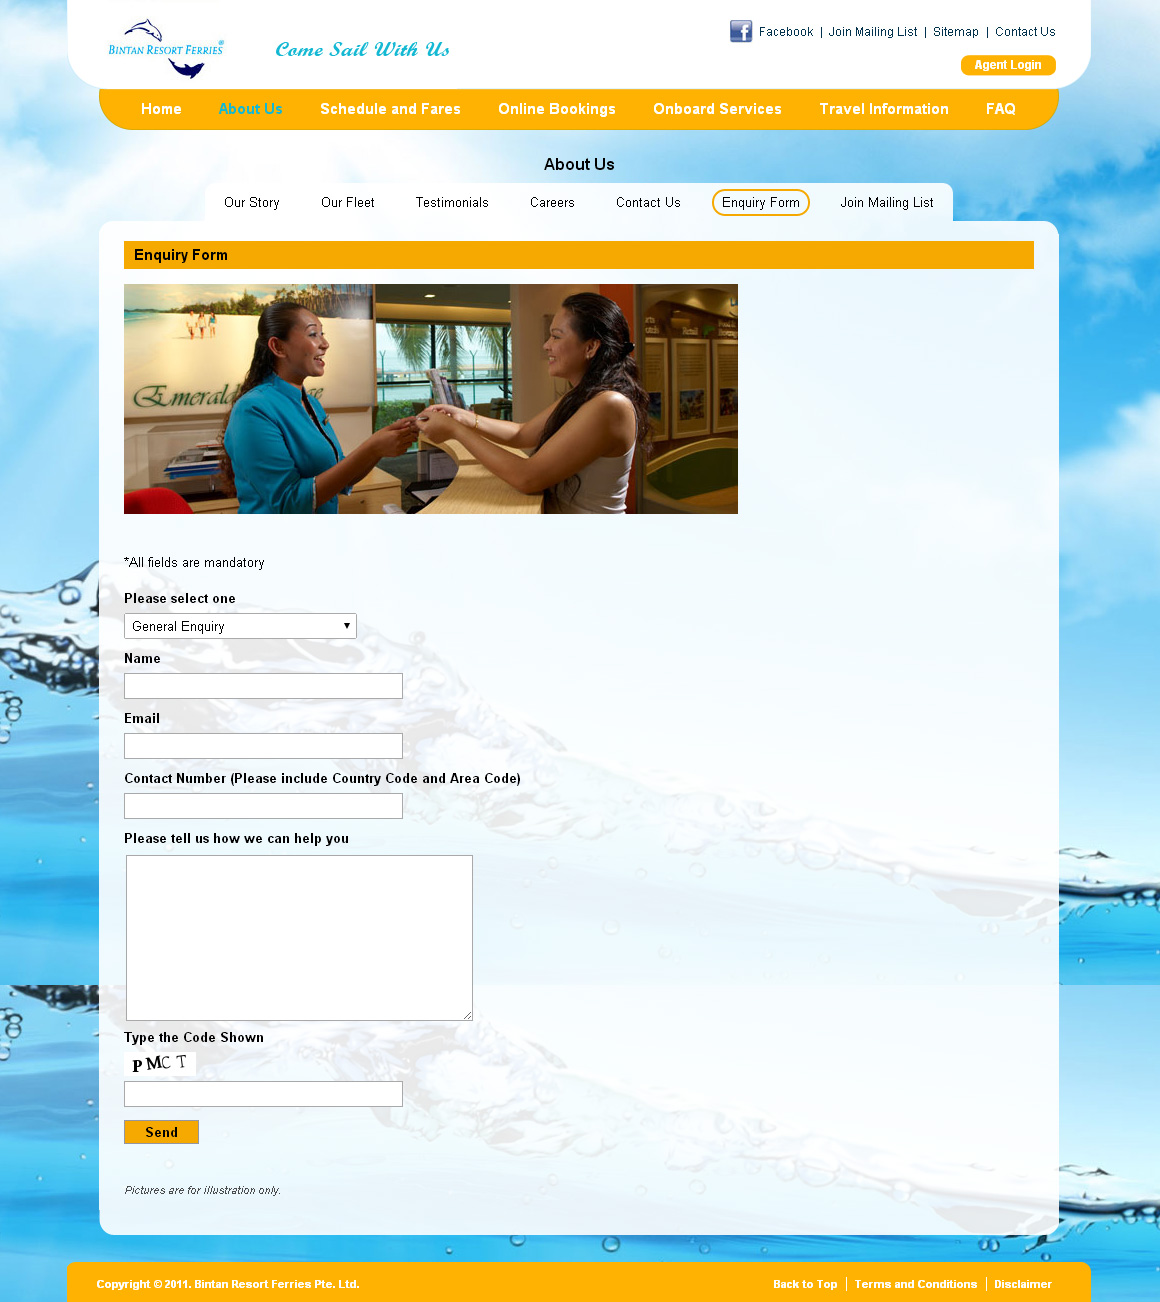 BINTAN RESORT FERRIES®
Come Sail With Us
Facebook | Join Mailing List | Sitemap | Contact Us
Agent Login
Home About Us Schedule and Fares Online Bookings Onboard Services Travel Information FAQ
About Us
Our Story Our Fleet Testimonials Careers Contact Us Enquiry Form Join Mailing List
Enquiry Form
Emerald
*All fields are mandatory
Please select one
General Enquiry
Name
Email
Contact Number (Please include Country Code and Area Code)
Please tell us how we can help you
Type the Code Shown
PMCT
Send
Pictures are for illustration only.
Copyright © 2011. Bintan Resort Ferries Pte. Ltd.
Back to Top | Terms and Conditions | Disclaimer